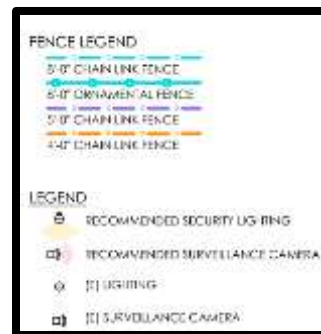 FENCE LEGEND
8'-0" CHAIN LINK FENCE
6'-0" ORNAMENTAL FENCE
5'-0" CHAIN LINK FENCE
4'-0" CHAIN LINK FENCE
LEGEND
RECOMMENDED SECURITY LIGHTING
RECOMMENDED SURVEILLANCE CAMERA
(E) LIGHTING
(E) SURVEILLANCE CAMERA